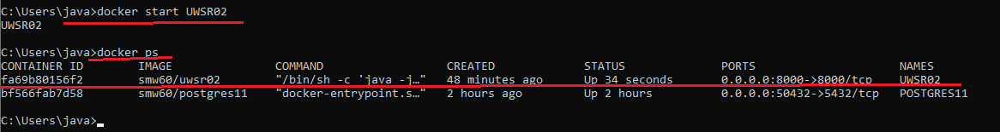 C:\Users\java>docker start UWSR02
UWSR02
C:\Users\java>docker ps
CONTAINER ID IMAGE COMMAND CREATED STATUS PORTS NAMES
fa69b80156f2 smw60/uwsr02 "/bin/sh -c 'java -j…" 48 minutes ago Up 34 seconds 0.0.0.0:8000->8000/tcp UWSR02
bf566fab7d58 smw60/postgres11 "docker-entrypoint.s…" 2 hours ago Up 2 hours 0.0.0.0:50432->5432/tcp POSTGRES11
C:\Users\java>